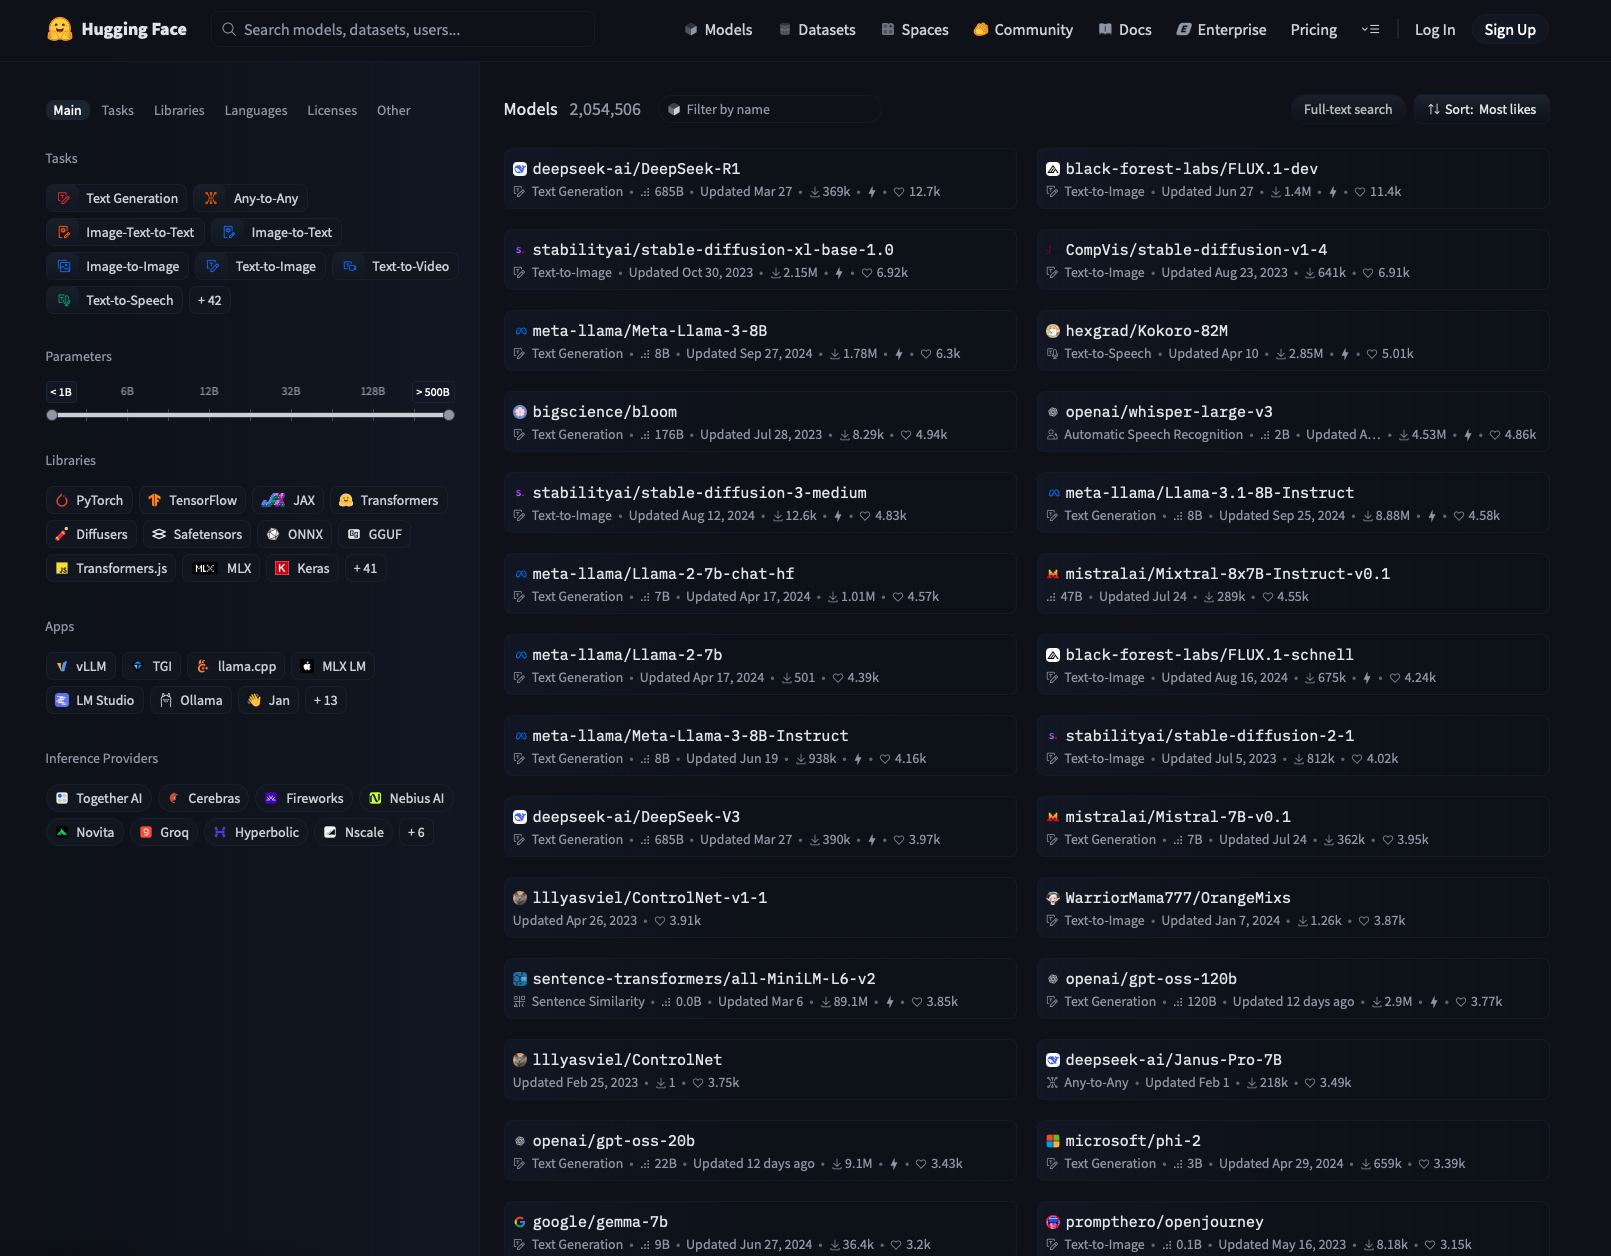 Hugging Face
Search models, datasets, users...
Models
Datasets
Spaces
Community
Docs
Enterprise
Pricing
Log In
Sign Up
Main Tasks Libraries Languages Licenses Other
Tasks
Text Generation Any-to-Any
Image-Text-to-Text Image-to-Text
Image-to-Image Text-to-Image Text-to-Video
Text-to-Speech +42
Parameters
< 1B 6B 12B 32B 128B > 500B
Libraries
PyTorch TensorFlow JAX Transformers
Diffusers Safetensors ONNX GGUF
Transformers.js MLX MLX Keras +41
Apps
vLLM TGI llama.cpp MLX LM
LM Studio Ollama Jan +13
Inference Providers
Together AI Cerebras Fireworks Nebius AI
Novita Groq Hyperbolic Nscale +6
Models 2,054,506 Filter by name
Full-text search Sort: Most likes
deepseek-ai/DeepSeek-R1
Text Generation • 685B • Updated Mar 27 • 369k • • 12.7k
black-forest-labs/FLUX.1-dev
Text-to-Image • Updated Jun 27 • 1.4M • • 11.4k
stabilityai/stable-diffusion-xl-base-1.0
Text-to-Image • Updated Oct 30, 2023 • 2.15M • • 6.92k
CompVis/stable-diffusion-v1-4
Text-to-Image • Updated Aug 23, 2023 • 641k • 6.91k
meta-llama/Meta-Llama-3-8B
Text Generation • 8B • Updated Sep 27, 2024 • 1.78M • • 6.3k
hexgrad/Kokoro-82M
Text-to-Speech • Updated Apr 10 • 2.85M • • 5.01k
bigscience/bloom
Text Generation • 176B • Updated Jul 28, 2023 • 8.29k • 4.94k
openai/whisper-large-v3
Automatic Speech Recognition • 2B • Updated A... • 4.53M • • 4.86k
stabilityai/stable-diffusion-3-medium
Text-to-Image • Updated Aug 12, 2024 • 12.6k • • 4.83k
meta-llama/Llama-3.1-8B-Instruct
Text Generation • 8B • Updated Sep 25, 2024 • 8.88M • • 4.58k
meta-llama/Llama-2-7b-chat-hf
Text Generation • 7B • Updated Apr 17, 2024 • 1.01M • 4.57k
mistralai/Mixtral-8x7B-Instruct-v0.1
47B • Updated Jul 24 • 289k • 4.55k
meta-llama/Llama-2-7b
Text Generation • Updated Apr 17, 2024 • 501 • 4.39k
black-forest-labs/FLUX.1-schnell
Text-to-Image • Updated Aug 16, 2024 • 675k • • 4.24k
meta-llama/Meta-Llama-3-8B-Instruct
Text Generation • 8B • Updated Jun 19 • 938k • • 4.16k
stabilityai/stable-diffusion-2-1
Text-to-Image • Updated Jul 5, 2023 • 812k • 4.02k
deepseek-ai/DeepSeek-V3
Text Generation • 685B • Updated Mar 27 • 390k • • 3.97k
mistralai/Mistral-7B-v0.1
Text Generation • 7B • Updated Jul 24 • 362k • 3.95k
lllyasviel/ControlNet-v1-1
Updated Apr 26, 2023 • 3.91k
WarriorMama777/OrangeMixs
Text-to-Image • Updated Jan 7, 2024 • 1.26k • 3.87k
sentence-transformers/all-MiniLM-L6-v2
Sentence Similarity • 0.0B • Updated Mar 6 • 89.1M • • 3.85k
openai/gpt-oss-120b
Text Generation • 120B • Updated 12 days ago • 2.9M • • 3.77k
lllyasviel/ControlNet
Updated Feb 25, 2023 • 1 • 3.75k
deepseek-ai/Janus-Pro-7B
Any-to-Any • Updated Feb 1 • 218k • 3.49k
openai/gpt-oss-20b
Text Generation • 22B • Updated 12 days ago • 9.1M • • 3.43k
microsoft/phi-2
Text Generation • 3B • Updated Apr 29, 2024 • 659k • 3.39k
google/gemma-7b
Text Generation • 9B • Updated Jun 27, 2024 • 36.4k • 3.2k
prompthero/openjourney
Text-to-Image • 0.1B • Updated May 16, 2023 • 8.18k • 3.15k